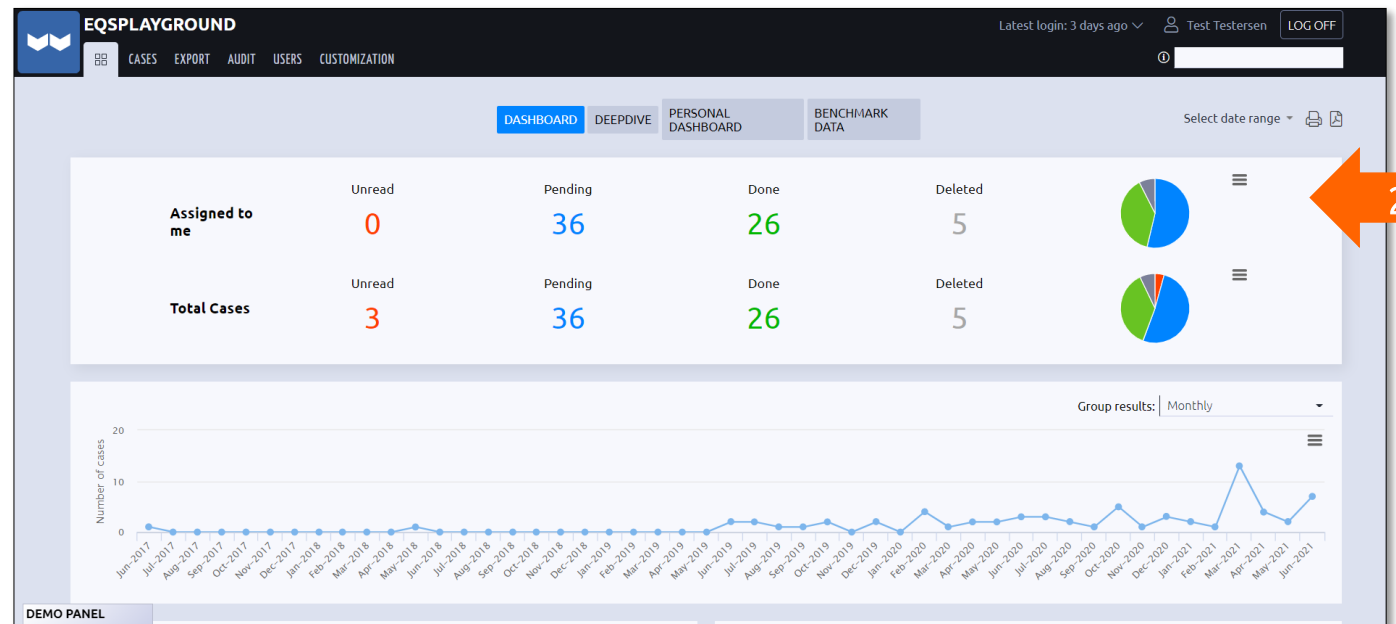 EQSPLAYGROUND
Latest login: 3 days ago
Test Testersen
LOG OFF
CASES EXPORT AUDIT USERS CUSTOMIZATION
DASHBOARD
DEEPDIVE
PERSONAL
DASHBOARD
BENCHMARK
DATA
Select date range
Assigned to
me
Unread
0
Pending
36
Done
26
Deleted
5
2
Total Cases
Unread
3
Pending
36
Done
26
Deleted
5
Group results: Monthly
Number of cases
20
10
0
Jun-2017
Jul-2017
Aug-2017
Sep-2017
Oct-2017
Nov-2017
Dec-2017
Jan-2018
Feb-2018
Mar-2018
Apr-2018
May-2018
Jun-2018
Jul-2018
Aug-2018
Sep-2018
Oct-2018
Nov-2018
Dec-2018
Jan-2019
Feb-2019
Mar-2019
Apr-2019
May-2019
Jun-2019
Jul-2019
Aug-2019
Sep-2019
Oct-2019
Nov-2019
Dec-2019
Jan-2020
Feb-2020
Mar-2020
Apr-2020
May-2020
Jun-2020
Jul-2020
Aug-2020
Sep-2020
Oct-2020
Nov-2020
Dec-2020
Jan-2021
Feb-2021
Mar-2021
Apr-2021
May-2021
Jun-2021
DEMO PANEL